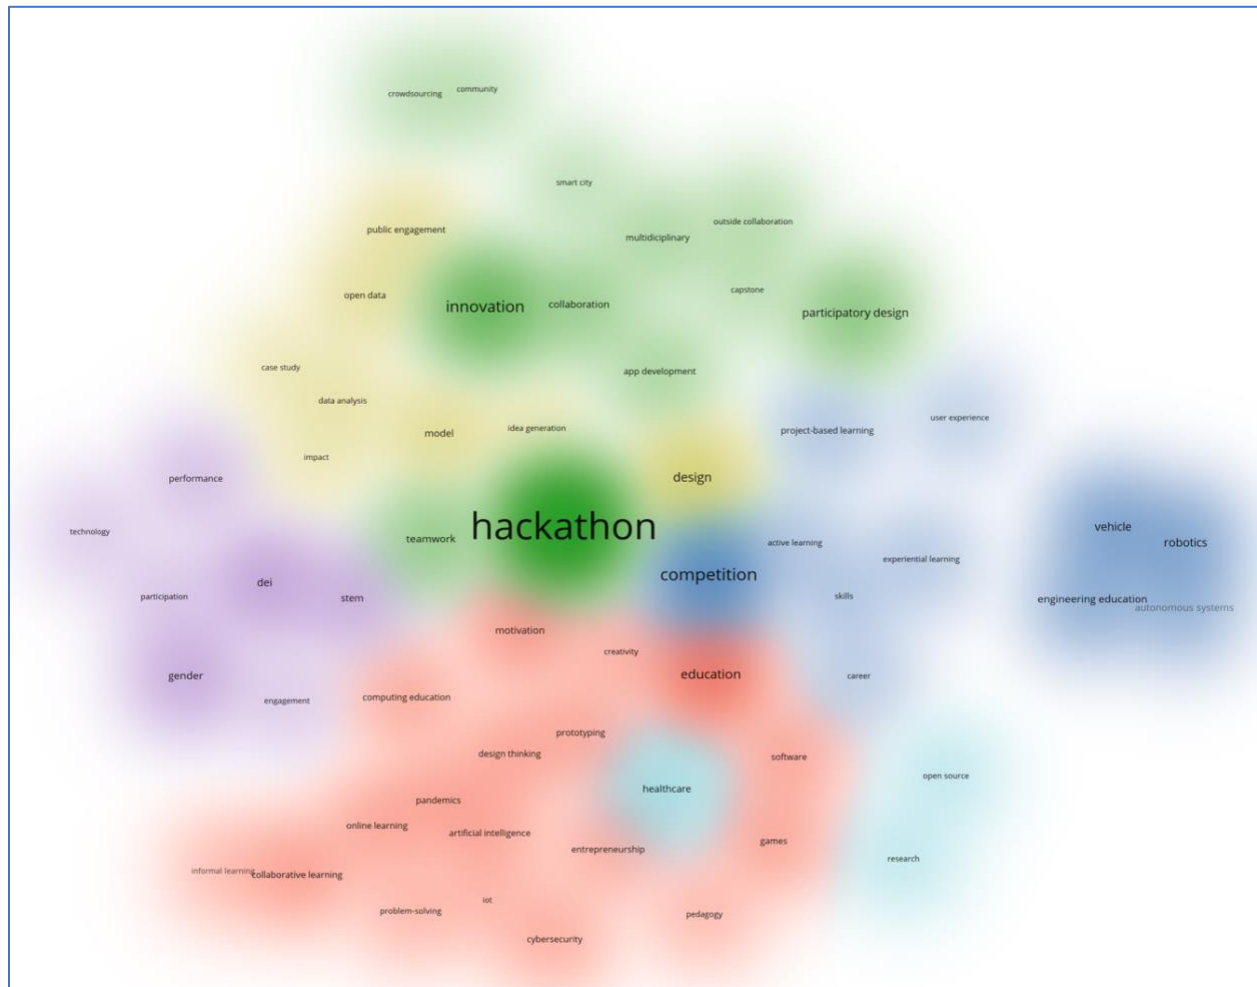 community
crowdsourcing
smart city
outside collaboration
public engagement
multidiciplinary
capstone
open data
innovation
collaboration
participatory design
case study
app development
data analysis
user experience
model
idea generation
project-based learning
impact
performance
design
technology
teamwork
hackathon
vehicle
active learning
robotics
experiential learning
dei
competition
participation
stem
skills
engineering education
autonomous systems
motivation
creativity
gender
education
career
engagement
computing education
prototyping
design thinking
software
open source
healthcare
pandemics
online learning
artificial intelligence
games
entrepreneurship
research
informal learning
collaborative learning
iot
problem-solving
pedagogy
cybersecurity